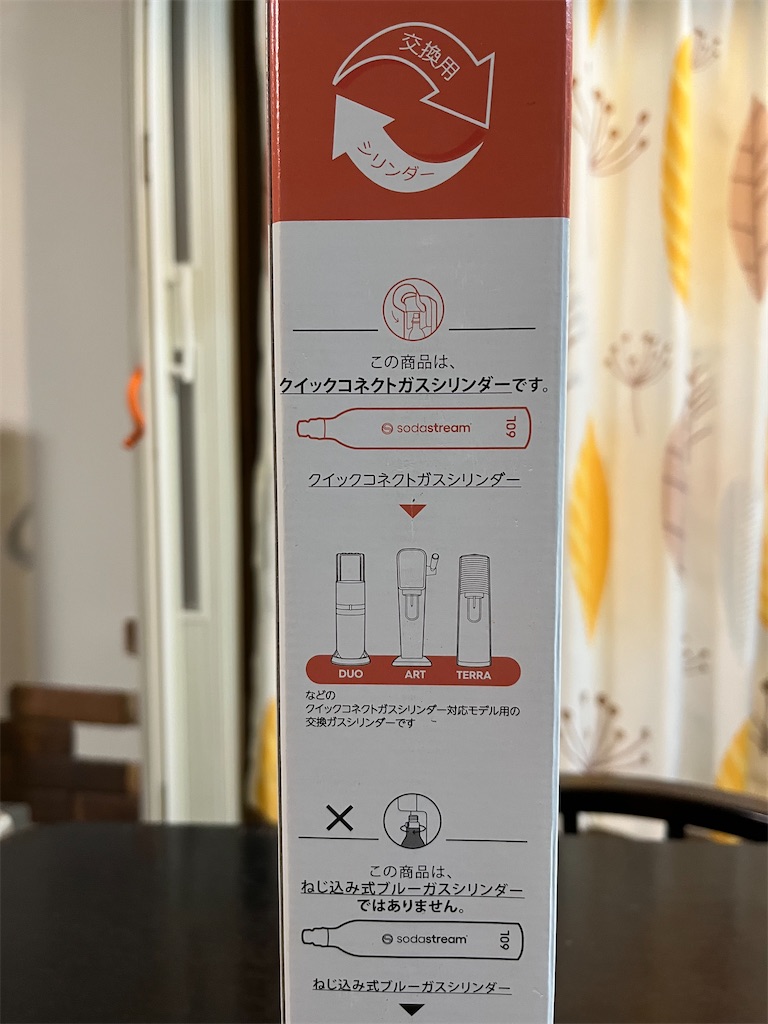 交換用
シリンダー
この商品は、
クイックコネクトガスシリンダーです。
sodastream
60L
クイックコネクトガスシリンダー
DUO
ART
TERRA
などの
クイックコネクトガスシリンダー対応モデル用の
交換ガスシリンダーです
この商品は、
ねじ込み式ブルーガスシリンダー
ではありません。
sodastream
60L
ねじ込み式ブルーガスシリンダー